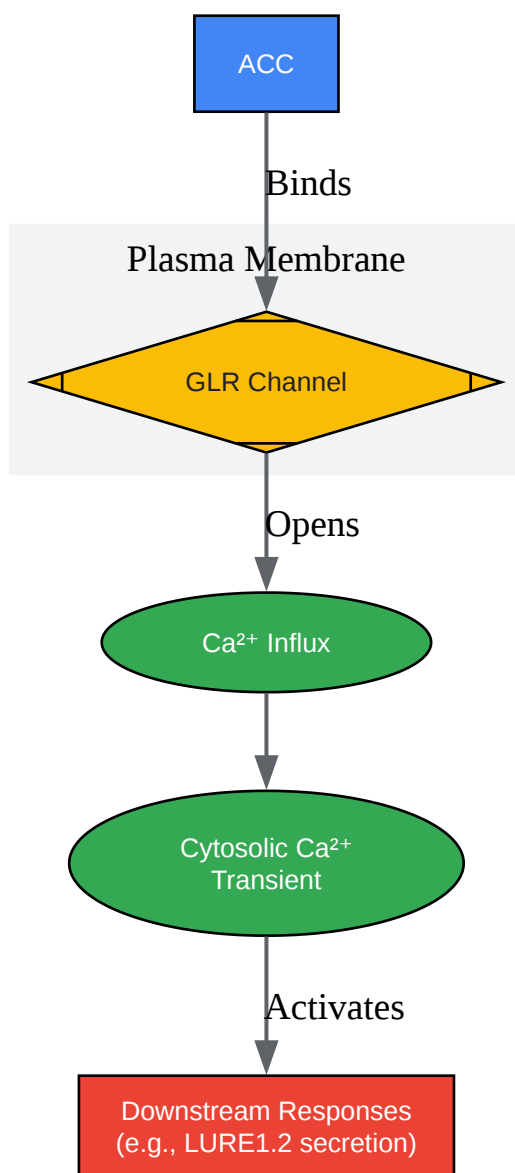 ACC
Binds
Plasma Membrane
GLR Channel
Opens
Ca²⁺ Influx
Cytosolic Ca²⁺
Transient
Activates
Downstream Responses
(e.g., LURE1.2 secretion)